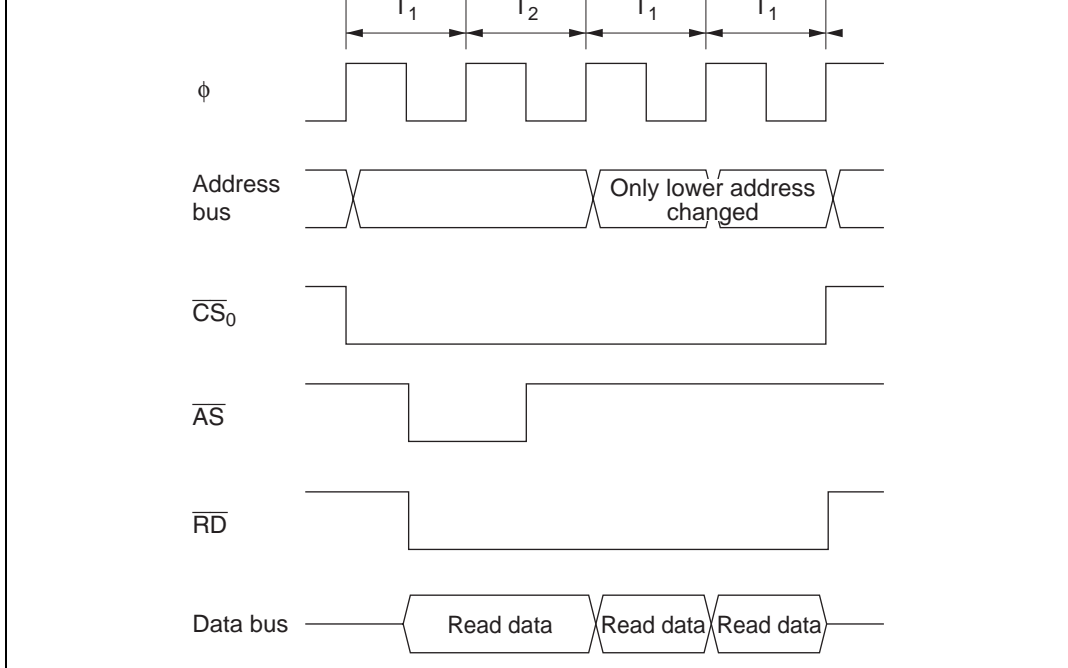 T1 T2 T1 T1
ϕ
Address
bus
Only lower address
changed
CS0
AS
RD
Data bus
Read data Read data Read data